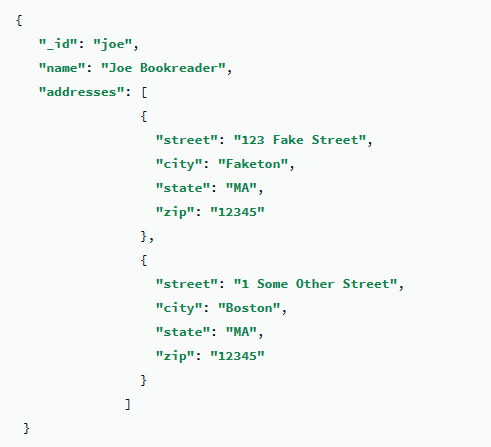 {
"_id": "joe",
"name": "Joe Bookreader",
"addresses": [
{
"street": "123 Fake Street",
"city": "Faketon",
"state": "MA",
"zip": "12345"
},
{
"street": "1 Some Other Street",
"city": "Boston",
"state": "MA",
"zip": "12345"
}
]
}